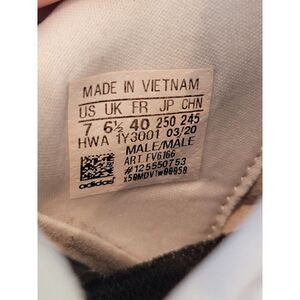 MADE IN VIETNAM
US UK FR JP CHN
7 6½ 40 250 245
HWA 1Y3001 03/20
MALE/MALE
ART FV6166
#125550753
adidas